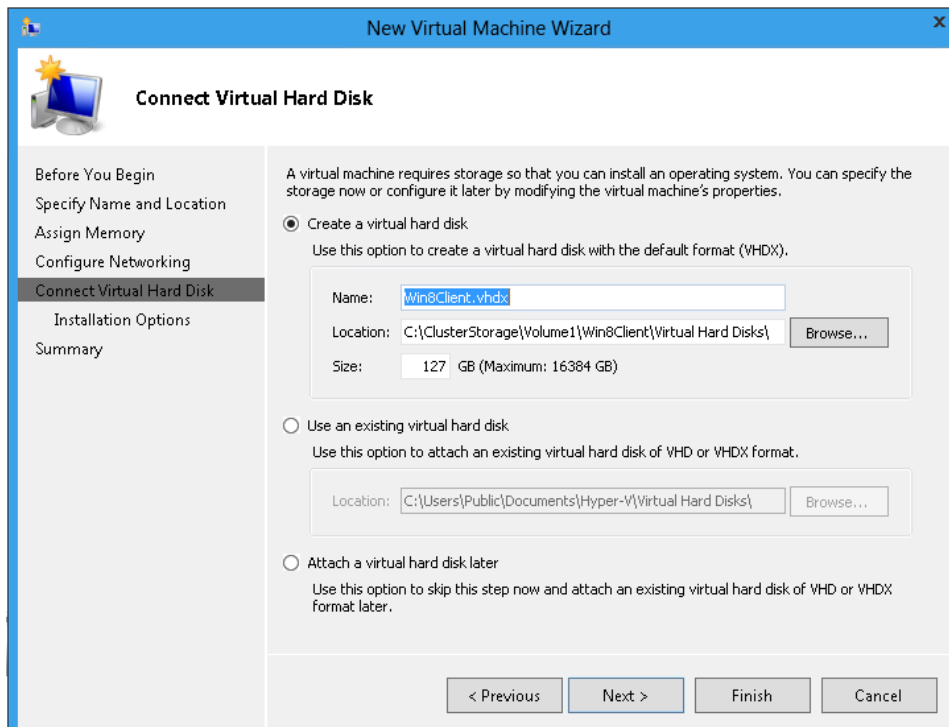 New Virtual Machine Wizard
x
Connect Virtual Hard Disk
Before You Begin
Specify Name and Location
Assign Memory
Configure Networking
Connect Virtual Hard Disk
Installation Options
Summary
A virtual machine requires storage so that you can install an operating system. You can specify the
storage now or configure it later by modifying the virtual machine's properties.
Create a virtual hard disk
Use this option to create a virtual hard disk with the default format (VHDX).
Name: Win8Client.vhdx
Location: C:\ClusterStorage\Volume1\Win8Client\Virtual Hard Disks\ Browse...
Size: 127 GB (Maximum: 16384 GB)
Use an existing virtual hard disk
Use this option to attach an existing virtual hard disk of VHD or VHDX format.
Location: C:\Users\Public\Documents\Hyper-V\Virtual Hard Disks\ Browse...
Attach a virtual hard disk later
Use this option to skip this step now and attach an existing virtual hard disk of VHD or VHDX
format later.
< Previous Next > Finish Cancel